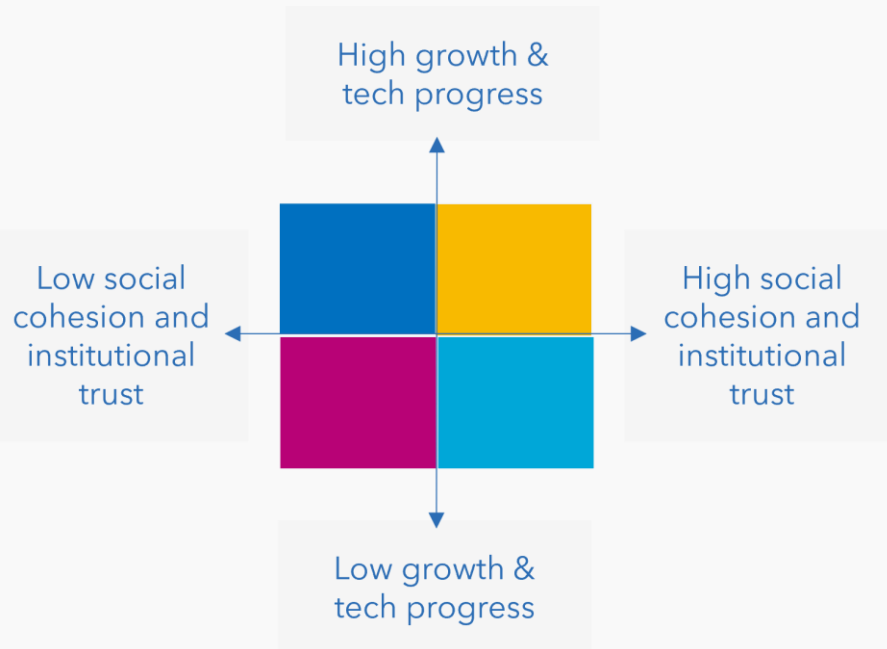 High growth &
tech progress
Low social
cohesion and
institutional
trust
High social
cohesion and
institutional
trust
Low growth &
tech progress